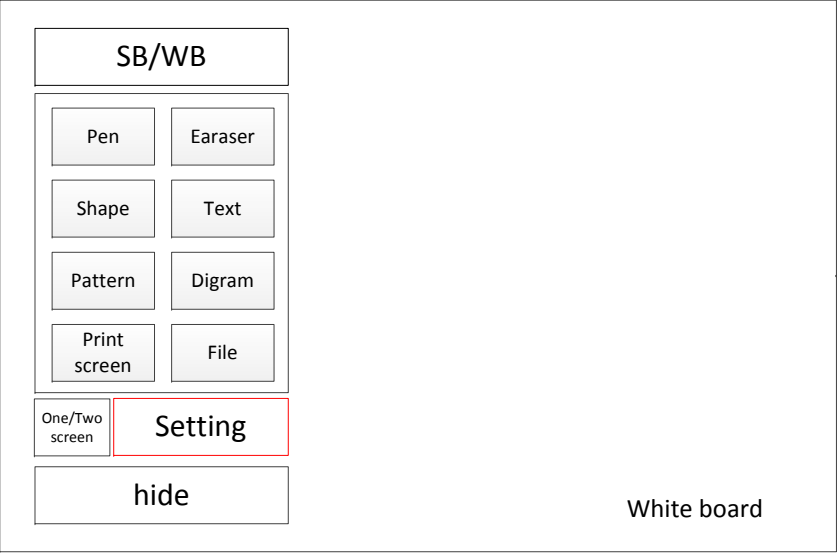 SB/WB
Pen
Earaser
Shape
Text
Pattern
Digram
Print
screen
File
One/Two
screen
Setting
hide
White board